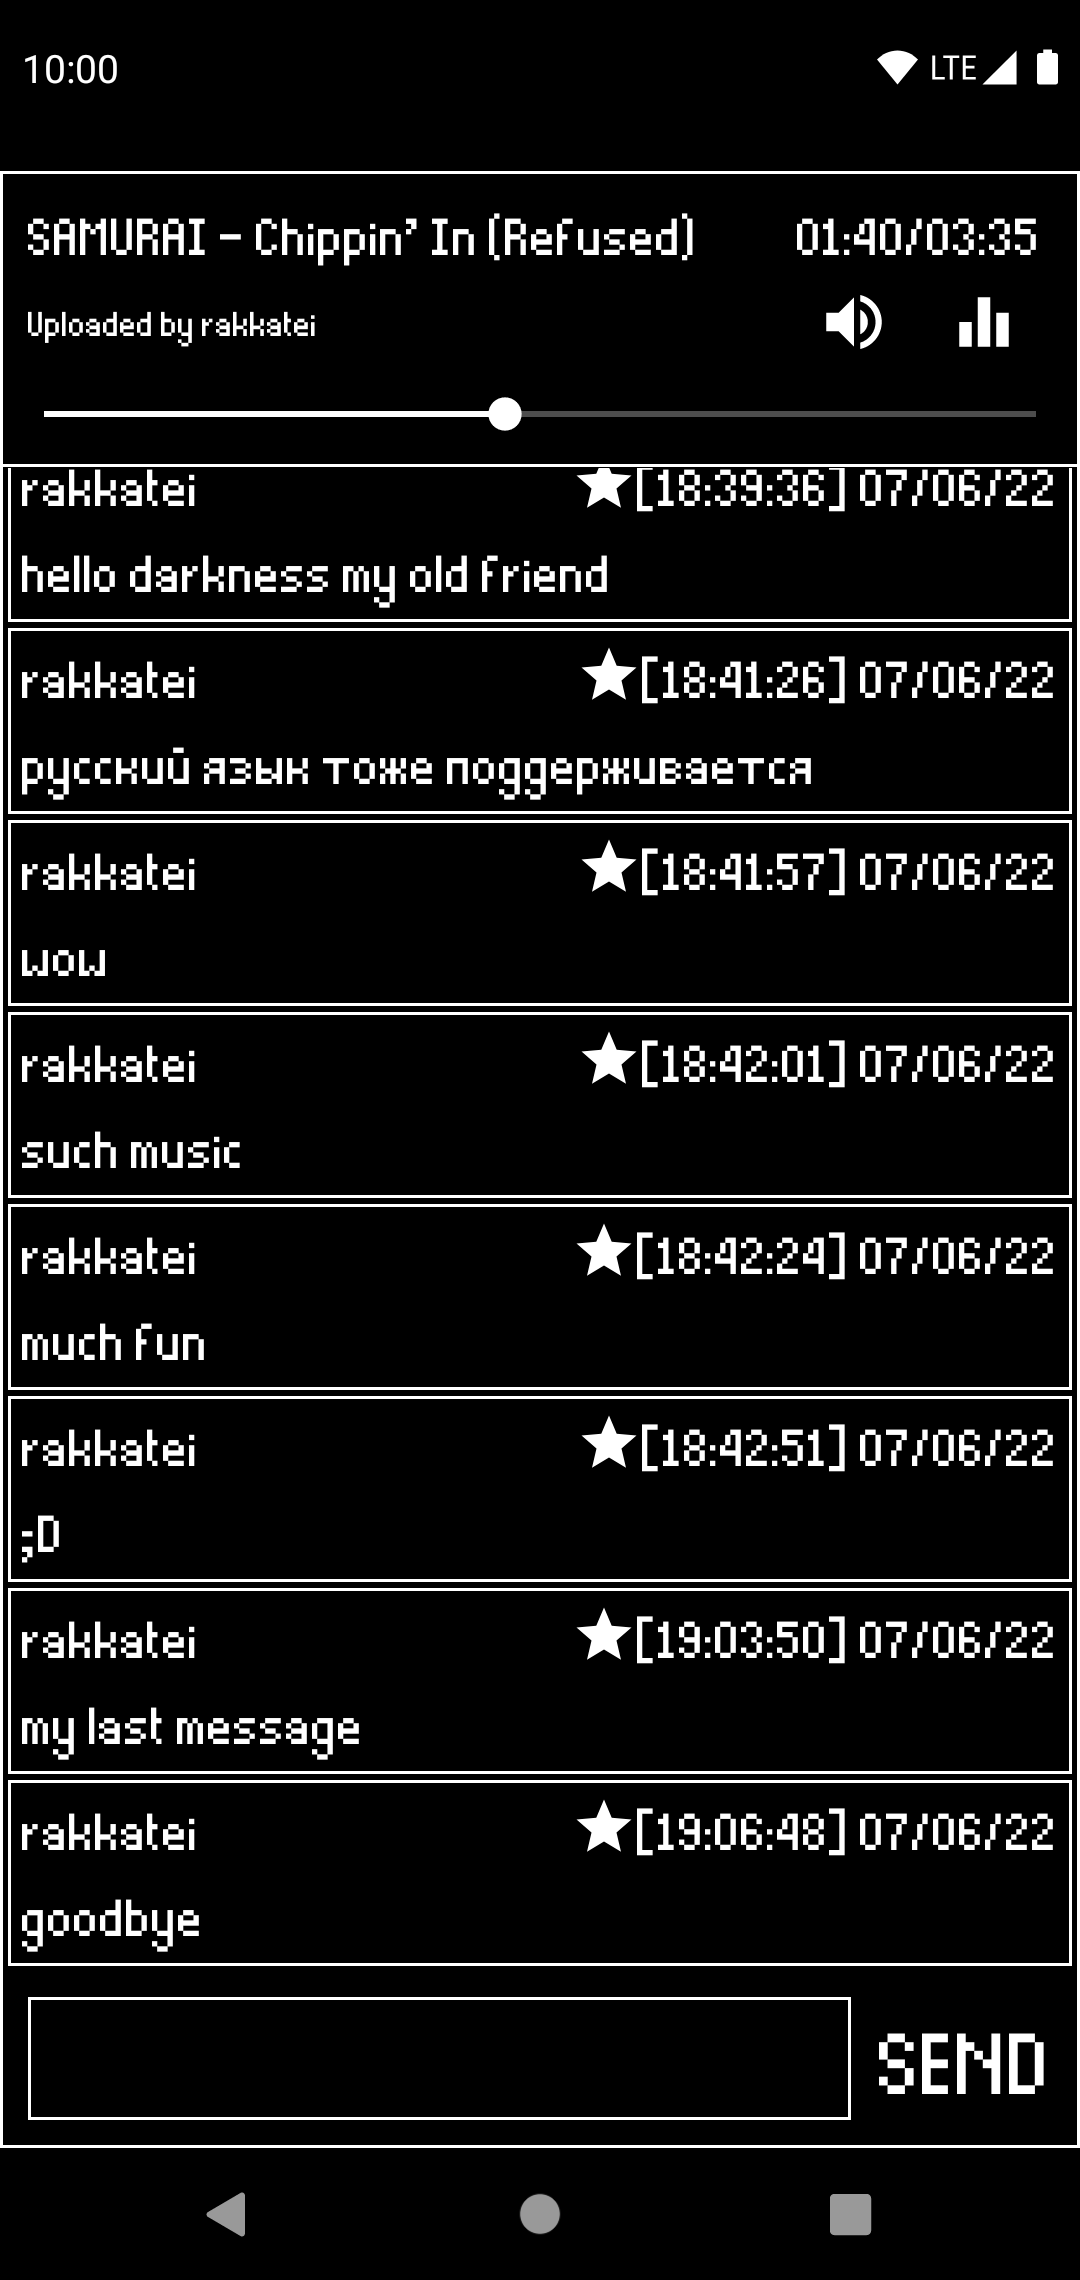 10:00 LTE
SAMURAI - Chippin' In (Refused) 01:40/03:35
Uploaded by rakkatei
rakkatei [18:39:36] 07/06/22
hello darkness my old friend
rakkatei [18:41:26] 07/06/22
русский язык тоже поддерживается
rakkatei [18:41:57] 07/06/22
wow
rakkatei [18:42:01] 07/06/22
such music
rakkatei [18:42:24] 07/06/22
much fun
rakkatei [18:42:51] 07/06/22
;D
rakkatei [19:03:50] 07/06/22
my last message
rakkatei [19:06:48] 07/06/22
goodbye
SEND